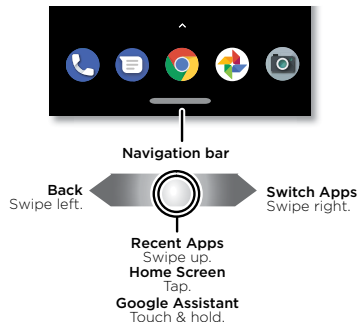 Navigation bar
Back
Swipe left.
Switch Apps
Swipe right.
Recent Apps
Swipe up.
Home Screen
Tap.
Google Assistant
Touch & hold.